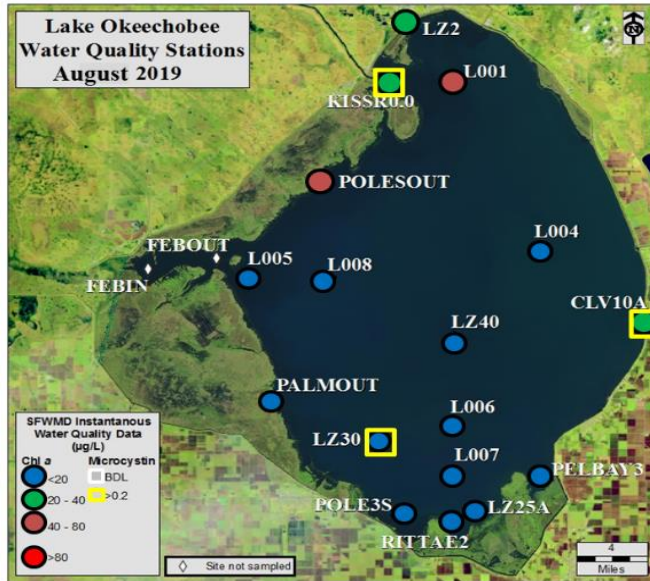 Lake Okeechobee
Water Quality Stations
August 2019
N
LZ2
L001
KISSR0.0
POLESOUT
FEBOUT
L005
L008
L004
FEBIN
CLV10A
LZ40
PALMOUT
L006
LZ30
L007
PELBAY3
POLE3S
LZ25A
RITTAE2
SFWMD Instantanous
Water Quality Data
(µg/L)
Chl a Microcystin
<20 BDL
20 - 40 >0.2
40 - 80
>80
Site not sampled
4
Miles